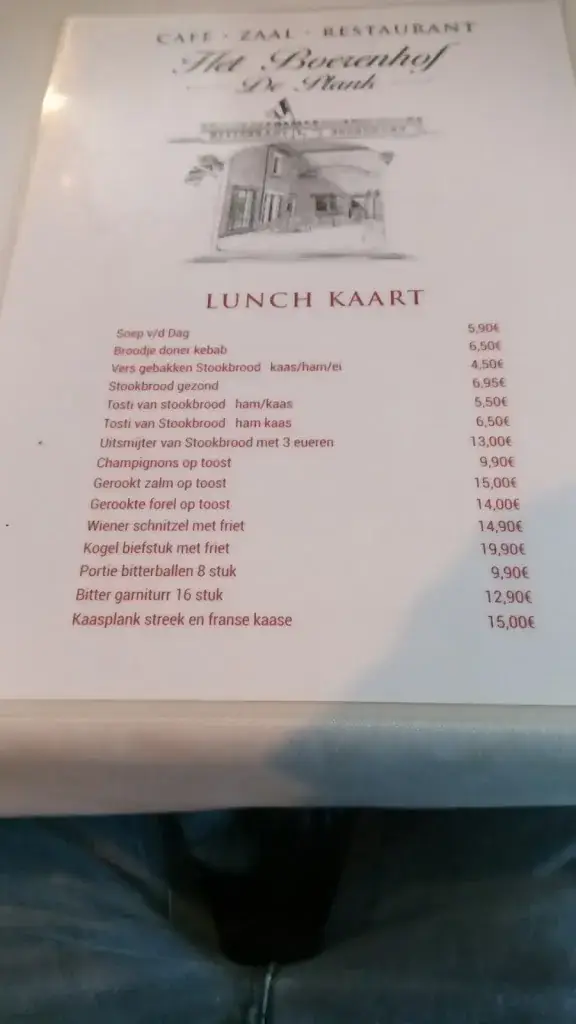 CAFE · ZAAL · RESTAURANT
Het Boerenhof
De Plank
LUNCH KAART
Soep v/d Dag 5,90€
Broodje doner kebab 6,50€
Vers gebakken Stookbrood kaas/ham/ei 4,50€
Stookbrood gezond 6,95€
Tosti van stookbrood ham/kaas 5,50€
Tosti van Stookbrood ham kaas 6,50€
Uitsmijter van Stookbrood met 3 eueren 13,00€
Champignons op toost 9,90€
Gerookt zalm op toost 15,00€
Gerookte forel op toost 14,00€
Wiener schnitzel met friet 14,90€
Kogel biefstuk met friet 19,90€
Portie bitterballen 8 stuk 9,90€
Bitter garniturr 16 stuk 12,90€
Kaasplank streek en franse kaase 15,00€